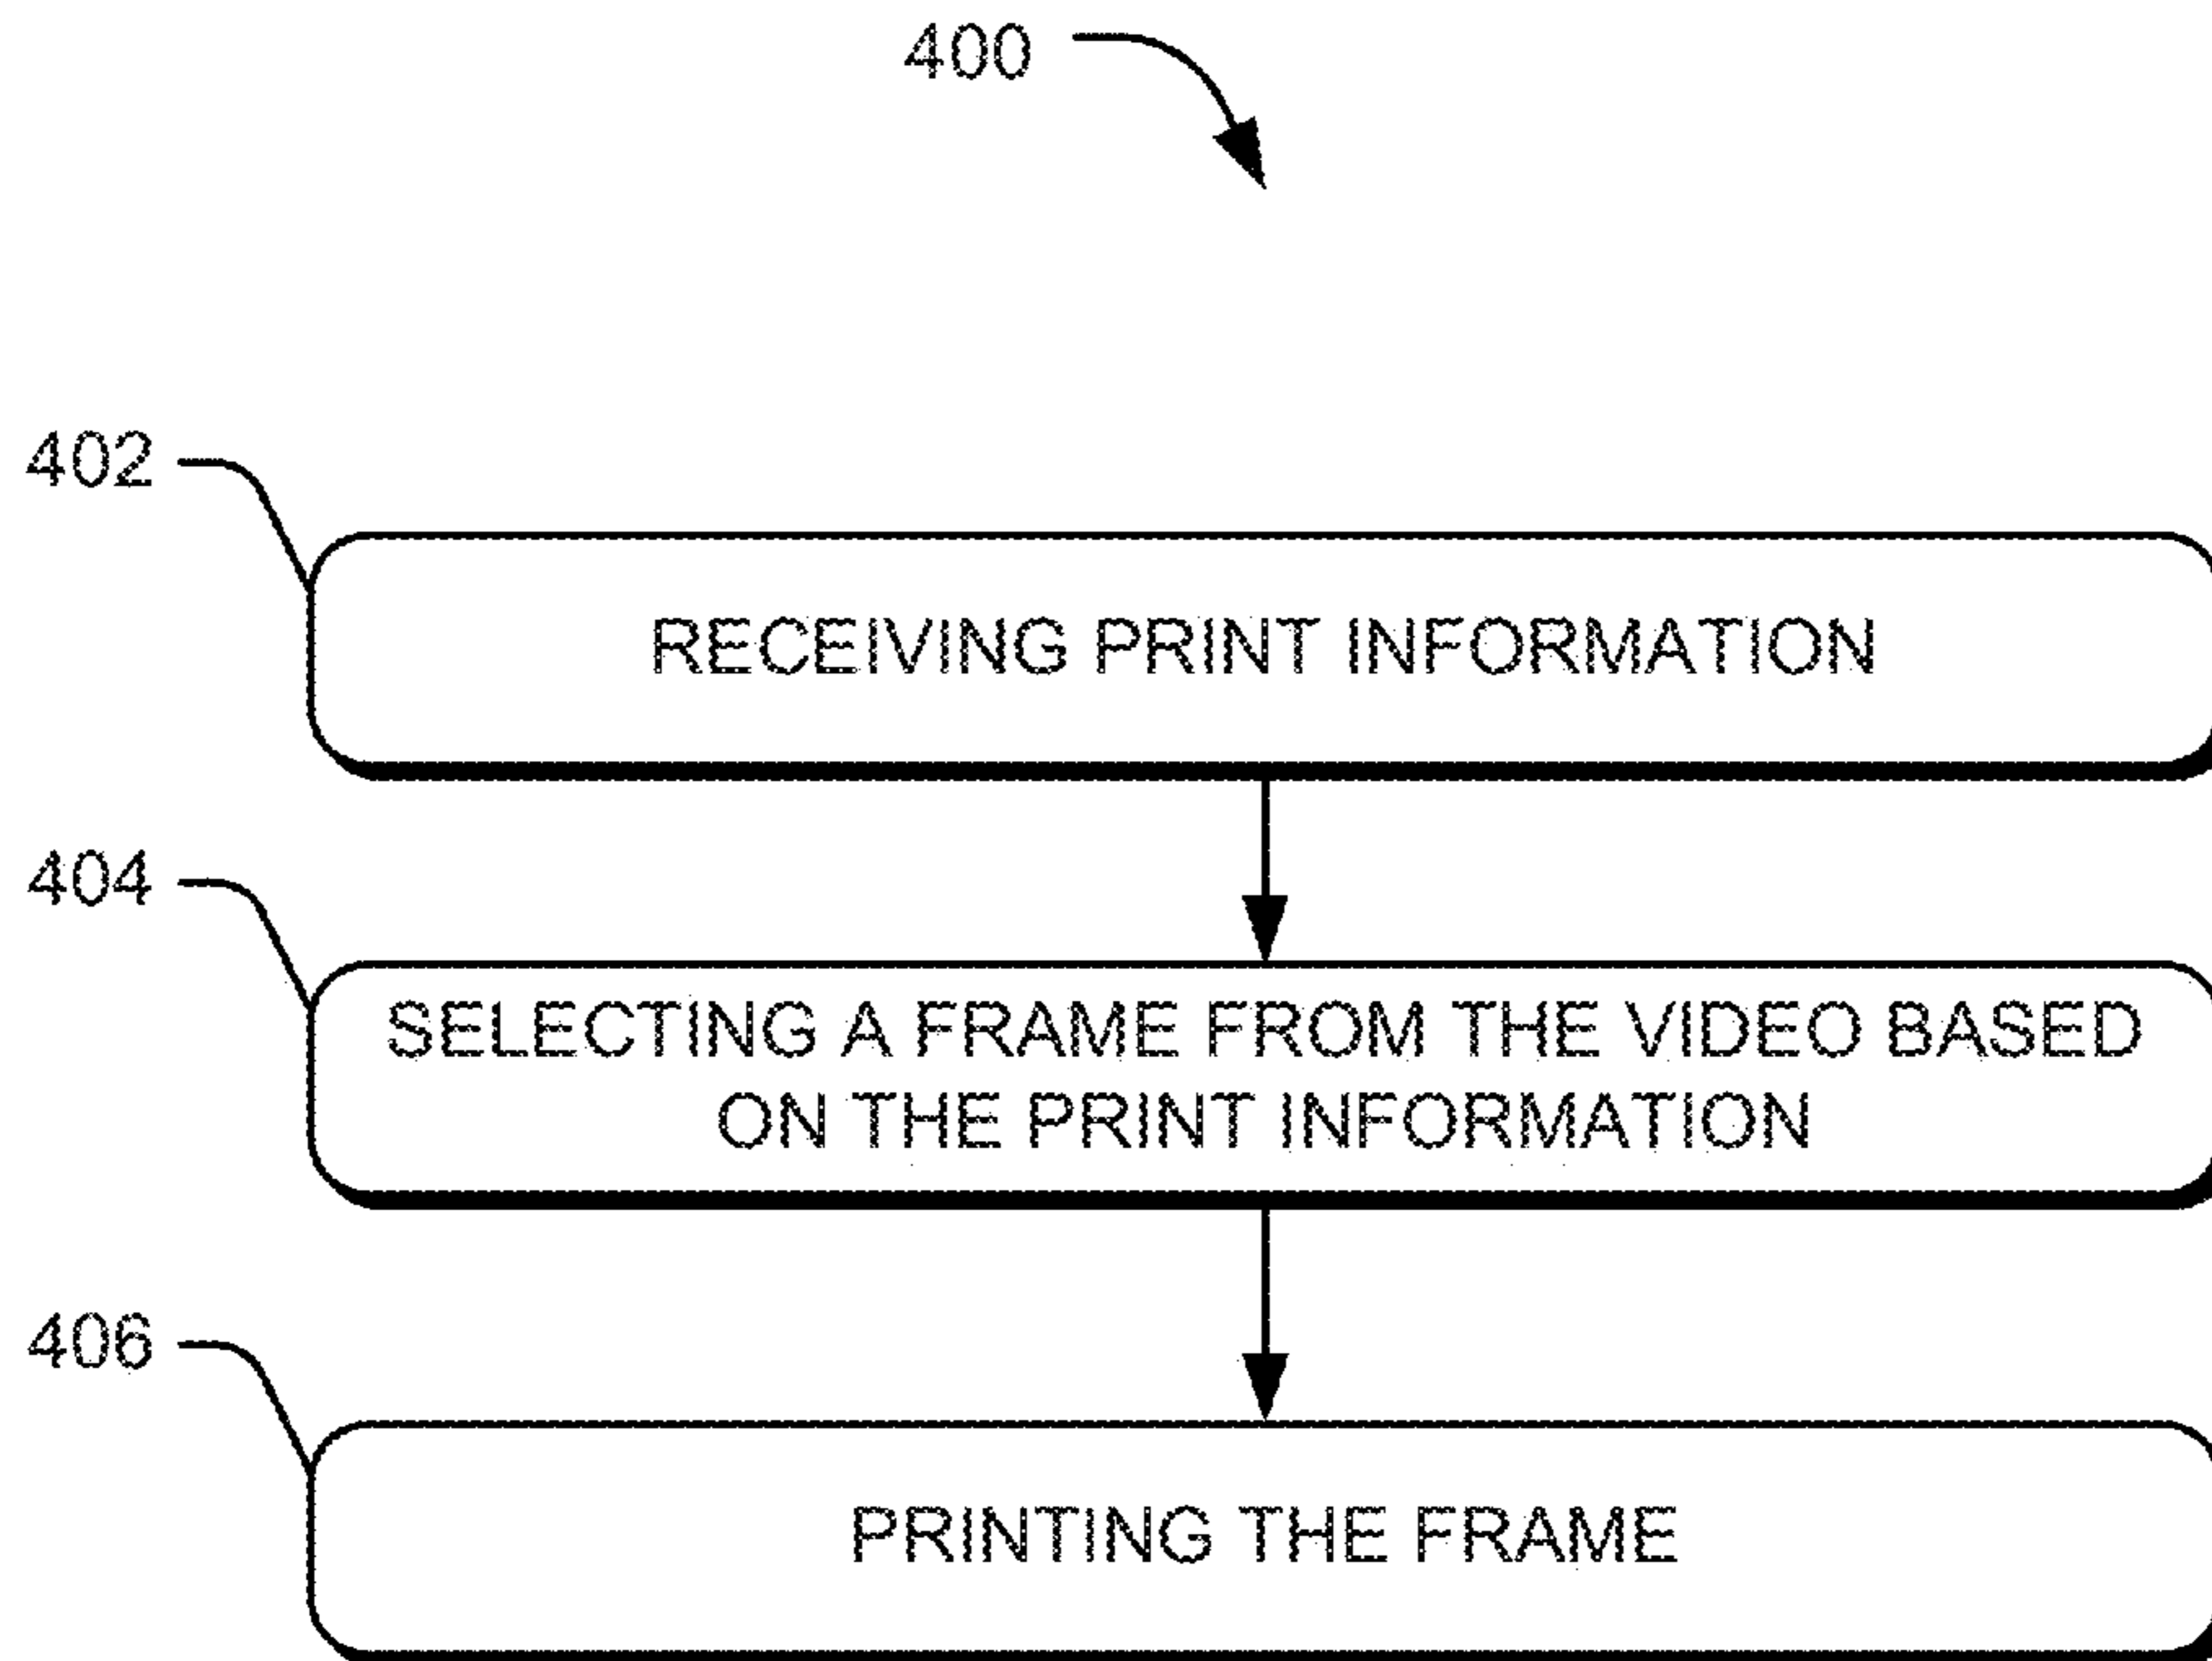 400
402
RECEIVING PRINT INFORMATION
404
SELECTING A FRAME FROM THE VIDEO BASED
ON THE PRINT INFORMATION
406
PRINTING THE FRAME